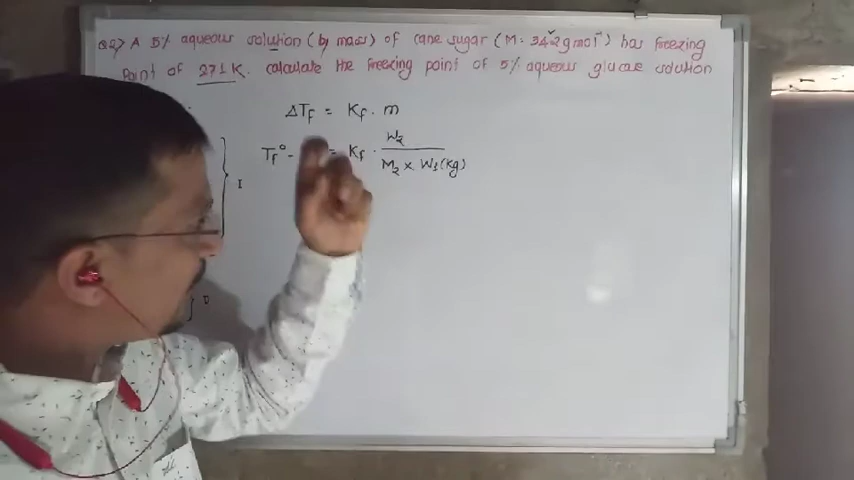 Q2> A 5% aqueous solution (by mass) of cane sugar (M = 342 g mol⁻¹) has freezing
Point of 271 K. calculate the freezing point of 5% aqueous glucose solution
ΔTf = Kf . m
Tf° - = Kf . W2 / M2 × W1 (kg)
I